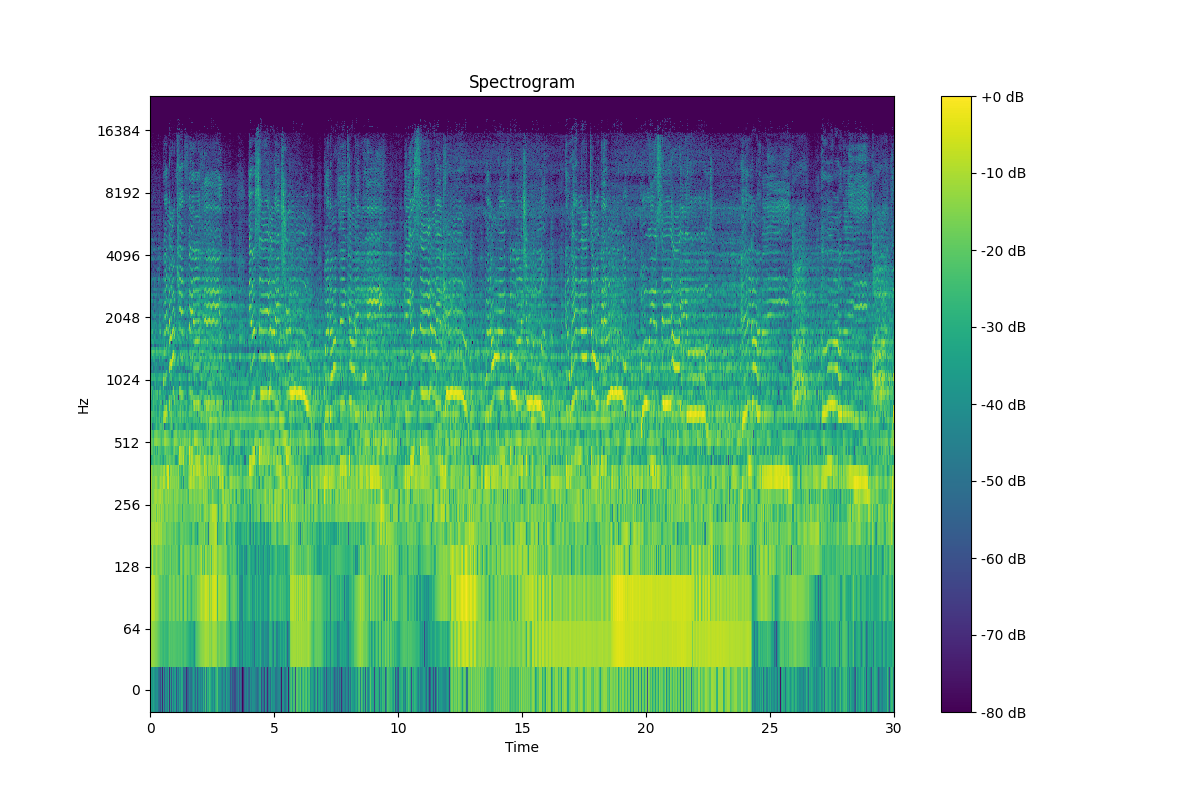 Spectrogram
Hz
16384
8192
4096
2048
1024
512
256
128
64
0
0 5 10 15 20 25 30
Time
+0 dB
-10 dB
-20 dB
-30 dB
-40 dB
-50 dB
-60 dB
-70 dB
-80 dB